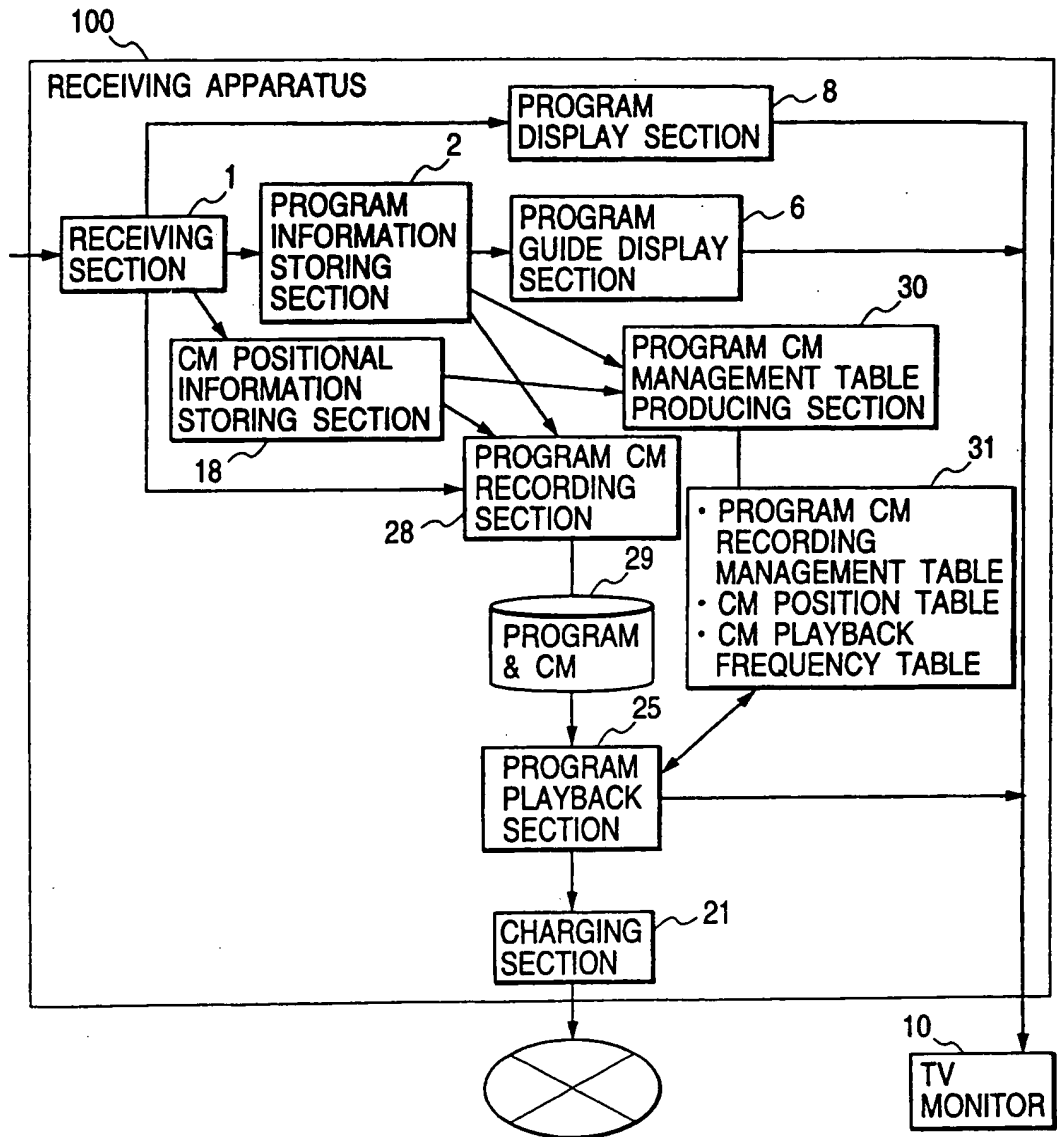 100
RECEIVING APPARATUS
8
PROGRAM
DISPLAY SECTION
2
PROGRAM
INFORMATION
STORING
SECTION
1
RECEIVING
SECTION
6
PROGRAM
GUIDE DISPLAY
SECTION
30
PROGRAM CM
MANAGEMENT TABLE
PRODUCING SECTION
CM POSITIONAL
INFORMATION
STORING SECTION
18
PROGRAM CM
RECORDING
SECTION
28
31
• PROGRAM CM
RECORDING
MANAGEMENT TABLE
• CM POSITION TABLE
• CM PLAYBACK
FREQUENCY TABLE
29
PROGRAM
& CM
25
PROGRAM
PLAYBACK
SECTION
21
CHARGING
SECTION
10
TV
MONITOR